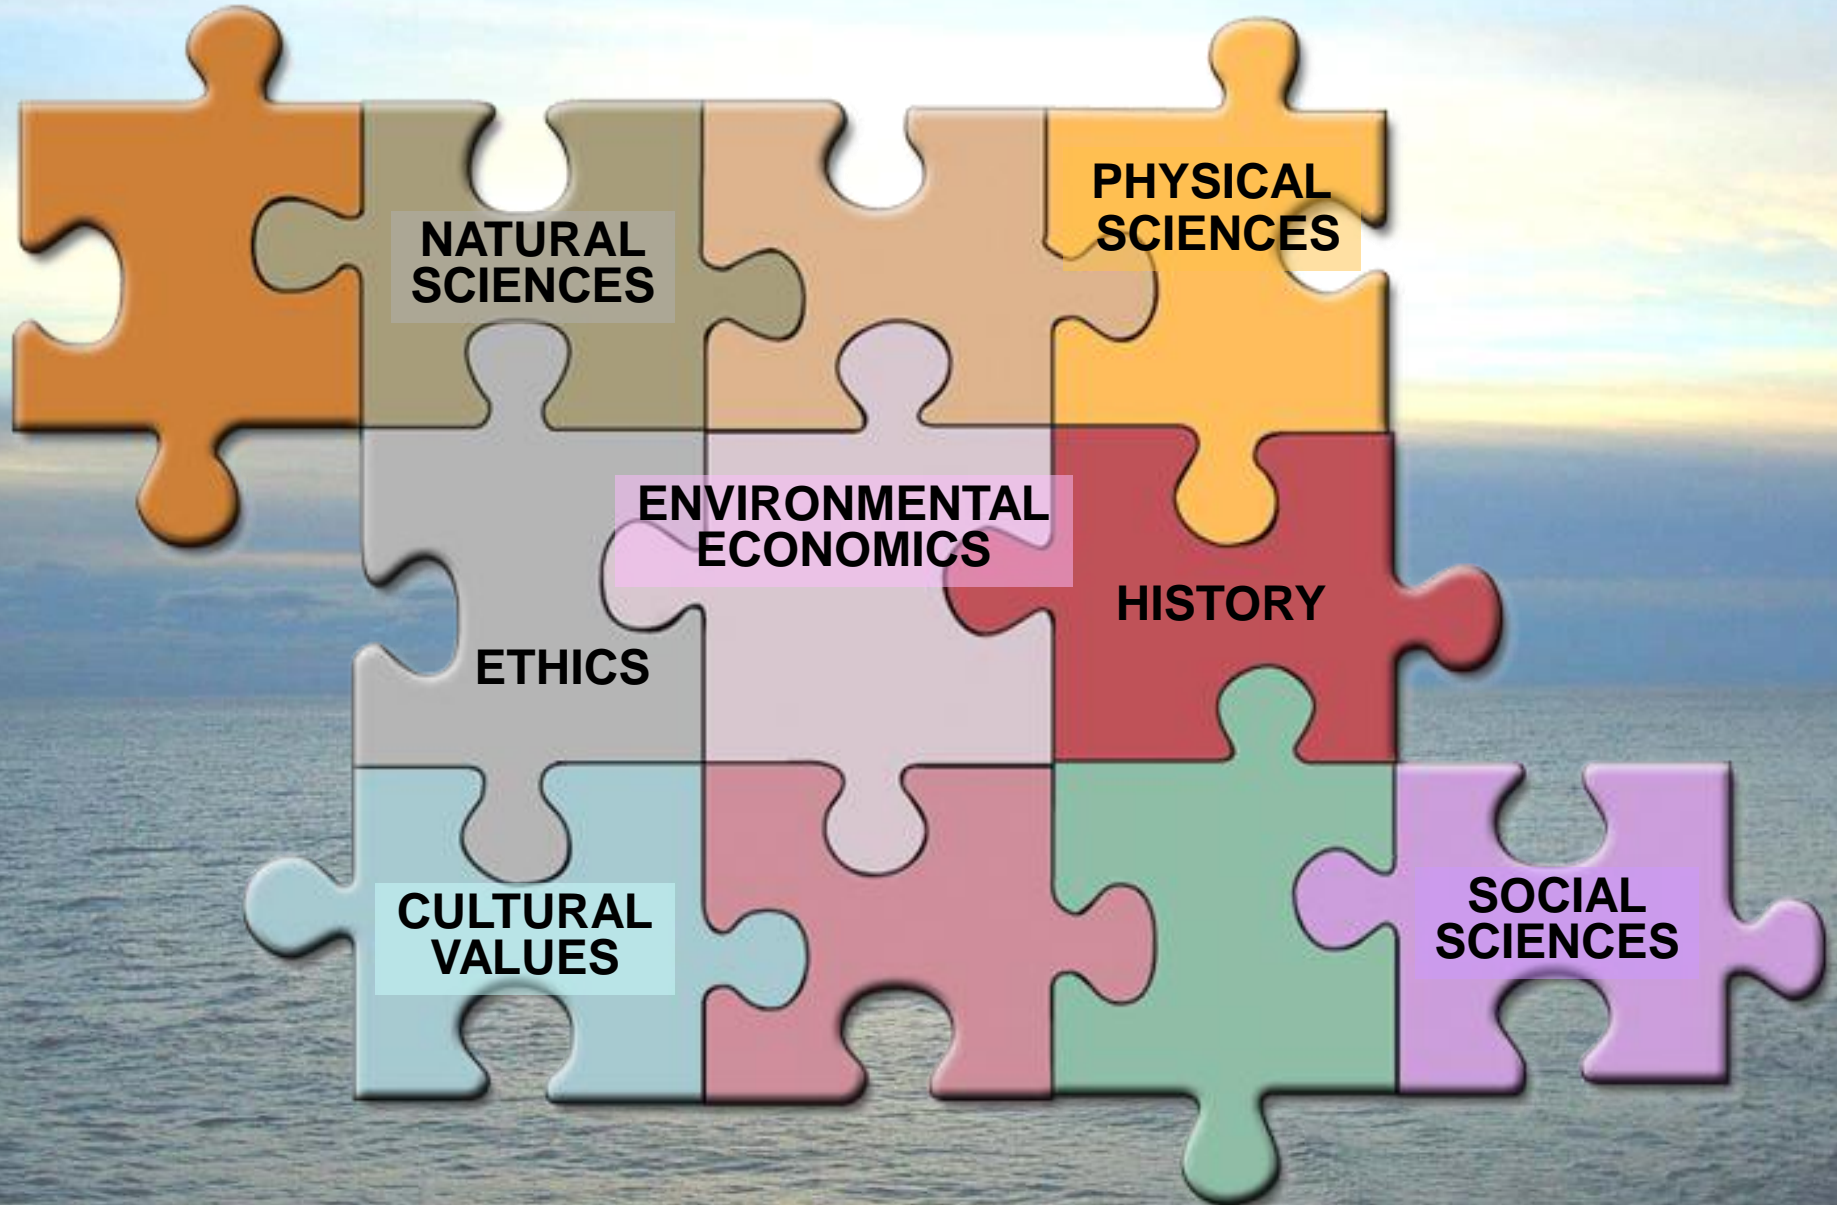 NATURAL
SCIENCES
PHYSICAL
SCIENCES
ENVIRONMENTAL
ECONOMICS
HISTORY
ETHICS
CULTURAL
VALUES
SOCIAL
SCIENCES